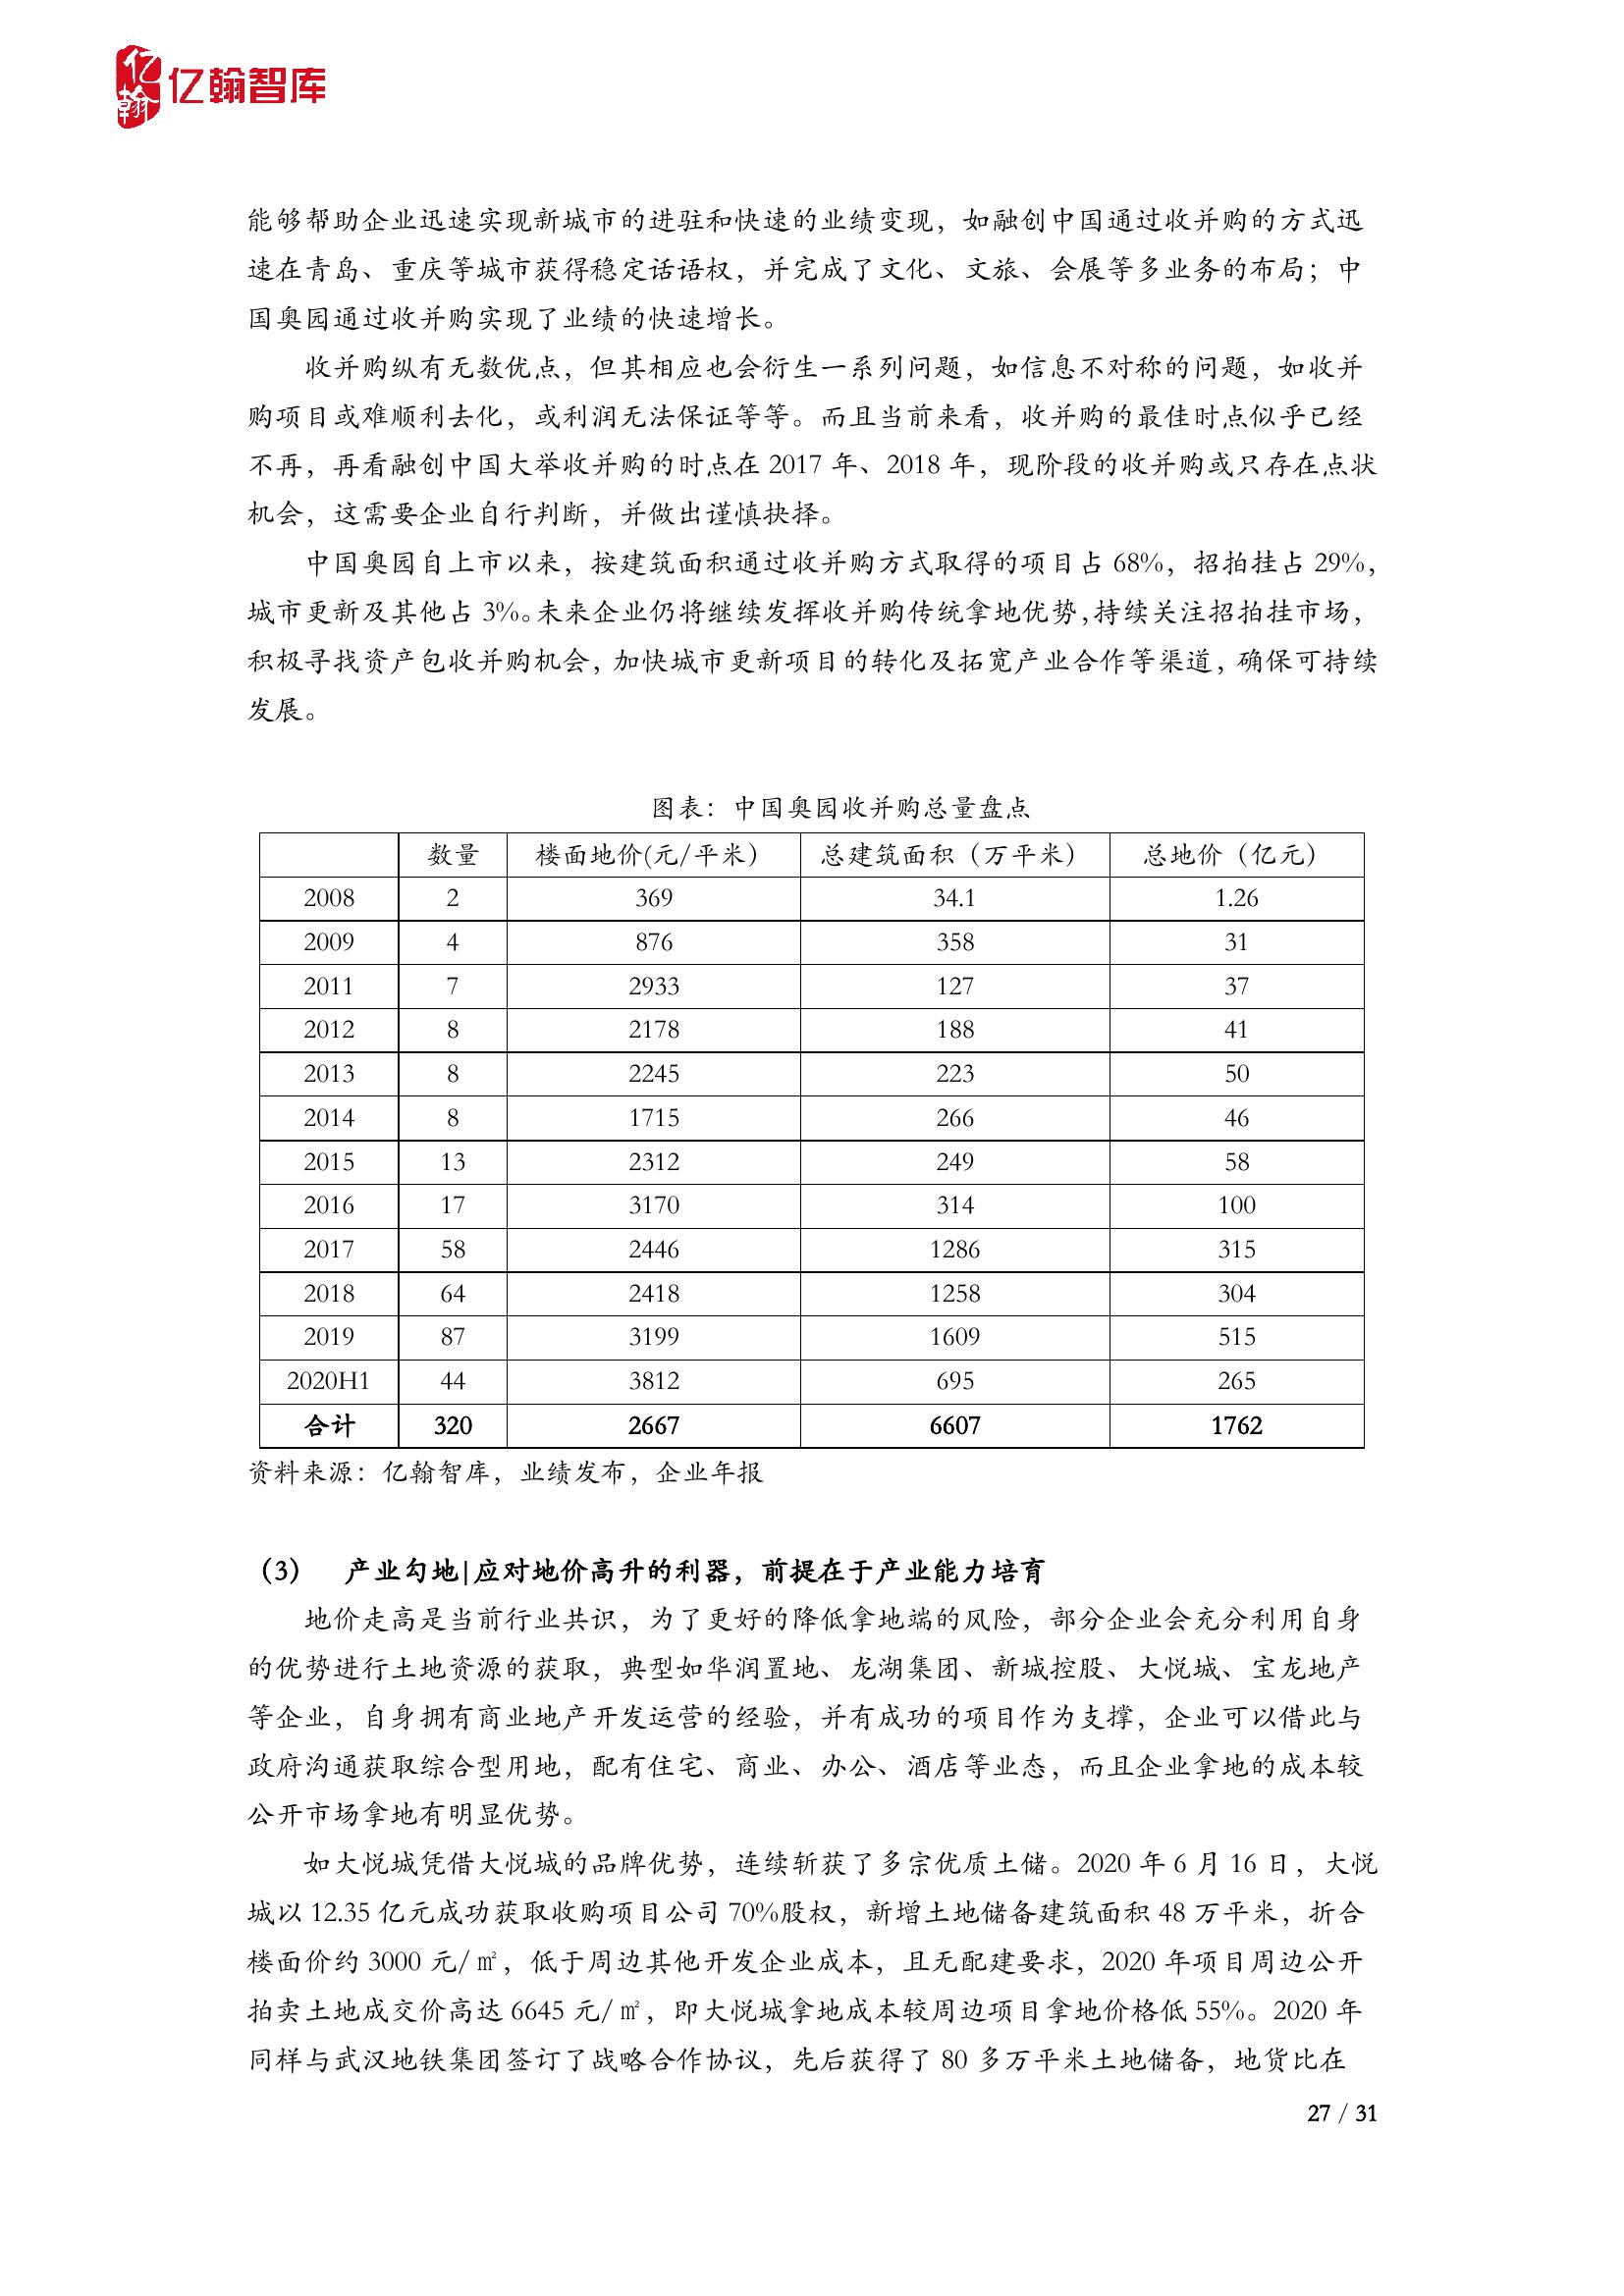 亿翰
亿翰智库
能够帮助企业迅速实现新城市的进驻和快速的业绩变现，如融创中国通过收并购的方式迅
速在青岛、重庆等城市获得稳定话语权，并完成了文化、文旅、会展等多业务的布局；中
国奥园通过收并购实现了业绩的快速增长。
收并购纵有无数优点，但其相应也会衍生一系列问题，如信息不对称的问题，如收并
购项目或难顺利去化，或利润无法保证等等。而且当前来看，收并购的最佳时点似乎已经
不再，再看融创中国大举收并购的时点在 2017 年、2018 年，现阶段的收并购或只存在点状
机会，这需要企业自行判断，并做出谨慎抉择。
中国奥园自上市以来，按建筑面积通过收并购方式取得的项目占 68%，招拍挂占 29%，
城市更新及其他占 3%。未来企业仍将继续发挥收并购传统拿地优势，持续关注招拍挂市场，
积极寻找资产包收并购机会，加快城市更新项目的转化及拓宽产业合作等渠道，确保可持续
发展。
图表：中国奥园收并购总量盘点
数量 楼面地价(元/平米） 总建筑面积（万平米） 总地价（亿元）
2008 2 369 34.1 1.26
2009 4 876 358 31
2011 7 2933 127 37
2012 8 2178 188 41
2013 8 2245 223 50
2014 8 1715 266 46
2015 13 2312 249 58
2016 17 3170 314 100
2017 58 2446 1286 315
2018 64 2418 1258 304
2019 87 3199 1609 515
2020H1 44 3812 695 265
合计 320 2667 6607 1762
资料来源：亿翰智库，业绩发布，企业年报
（3） 产业勾地|应对地价高升的利器，前提在于产业能力培育
地价走高是当前行业共识，为了更好的降低拿地端的风险，部分企业会充分利用自身
的优势进行土地资源的获取，典型如华润置地、龙湖集团、新城控股、大悦城、宝龙地产
等企业，自身拥有商业地产开发运营的经验，并有成功的项目作为支撑，企业可以借此与
政府沟通获取综合型用地，配有住宅、商业、办公、酒店等业态，而且企业拿地的成本较
公开市场拿地有明显优势。
如大悦城凭借大悦城的品牌优势，连续斩获了多宗优质土储。2020 年 6 月 16 日，大悦
城以 12.35 亿元成功获取收购项目公司 70%股权，新增土地储备建筑面积 48 万平米，折合
楼面价约 3000 元/㎡，低于周边其他开发企业成本，且无配建要求，2020 年项目周边公开
拍卖土地成交价高达 6645 元/㎡，即大悦城拿地成本较周边项目拿地价格低 55%。2020 年
同样与武汉地铁集团签订了战略合作协议，先后获得了 80 多万平米土地储备，地货比在
27 / 31